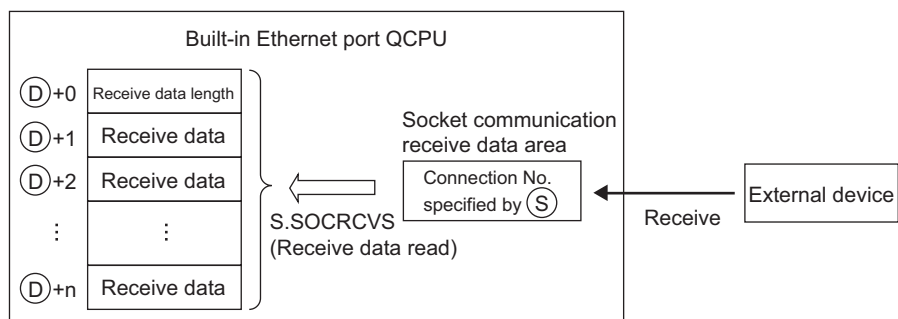 Built-in Ethernet port QCPU
Ⓓ+0 Receive data length
Ⓓ+1 Receive data
Ⓓ+2 Receive data
⋮ ⋮
Ⓓ+n Receive data
S.SOCRCVS
(Receive data read)
Socket communication
receive data area
Connection No.
specified by Ⓢ
Receive
External device